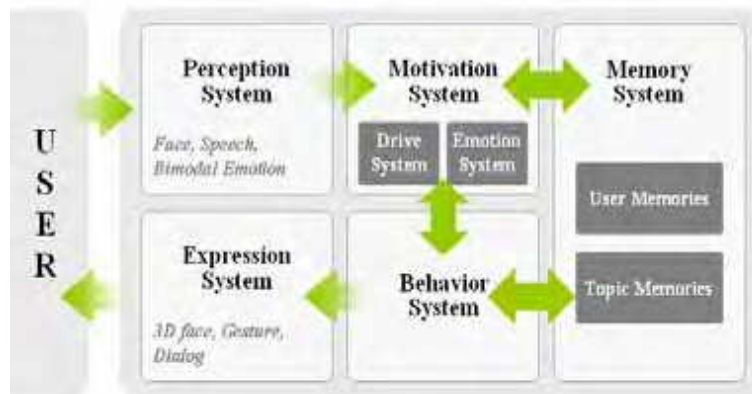 USER
Perception
System
Face, Speech,
Bimodal Emotion
Motivation
System
Drive
System
Emotion
System
Memory
System
User Memories
Topic Memories
Expression
System
3D face, Gesture,
Dialog
Behavior
System